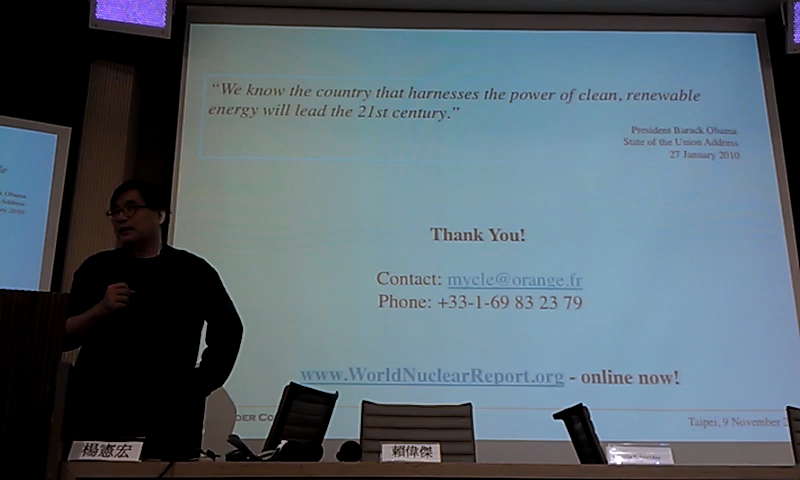 "We know the country that harnesses the power of clean, renewable
energy will lead the 21st century."
President Barack Obama
State of the Union Address
27 January 2010
Thank You!
Contact: mycle@orange.fr
Phone: +33-1-69 83 23 79
www.WorldNuclearReport.org - online now!
Taipei, 9 November
楊憲宏
賴偉傑